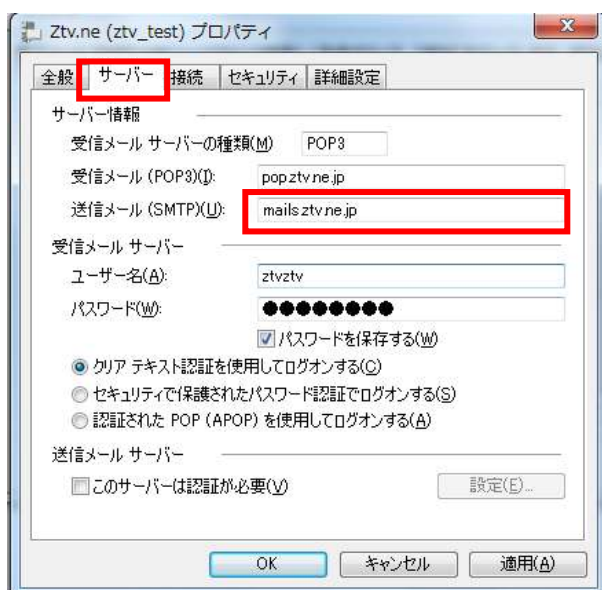 Ztv.ne (ztv_test) プロパティ
全般 サーバー 接続 セキュリティ 詳細設定
サーバー情報
受信メール サーバーの種類(M) POP3
受信メール (POP3)(I): pop.ztv.ne.jp
送信メール (SMTP)(U): mails.ztv.ne.jp
受信メール サーバー
ユーザー名(A): ztvztv
パスワード(W): ●●●●●●●●
パスワードを保存する(W)
クリア テキスト認証を使用してログオンする(C)
セキュリティで保護されたパスワード認証でログオンする(S)
認証された POP (APOP) を使用してログオンする(A)
送信メール サーバー
このサーバーは認証が必要(V) 設定(E)...
OK キャンセル 適用(A)